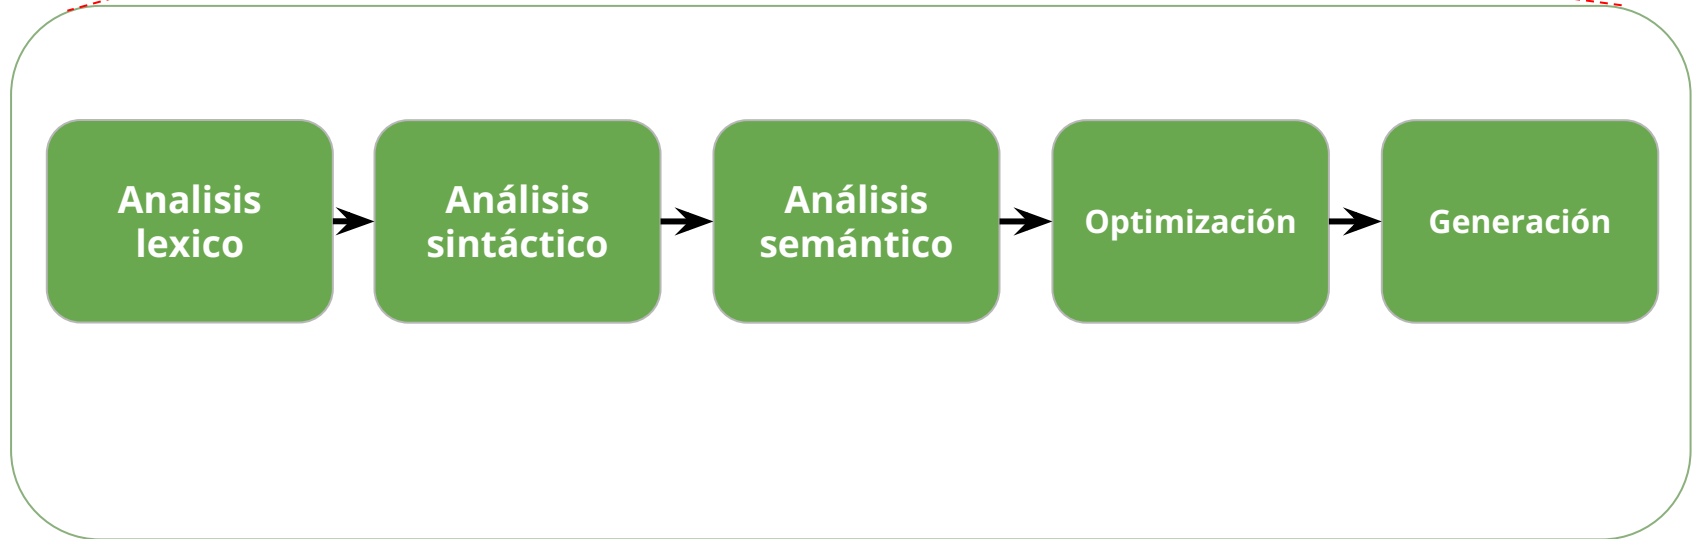 Analisis
lexico
Análisis
sintáctico
Análisis
semántico
Optimización
Generación